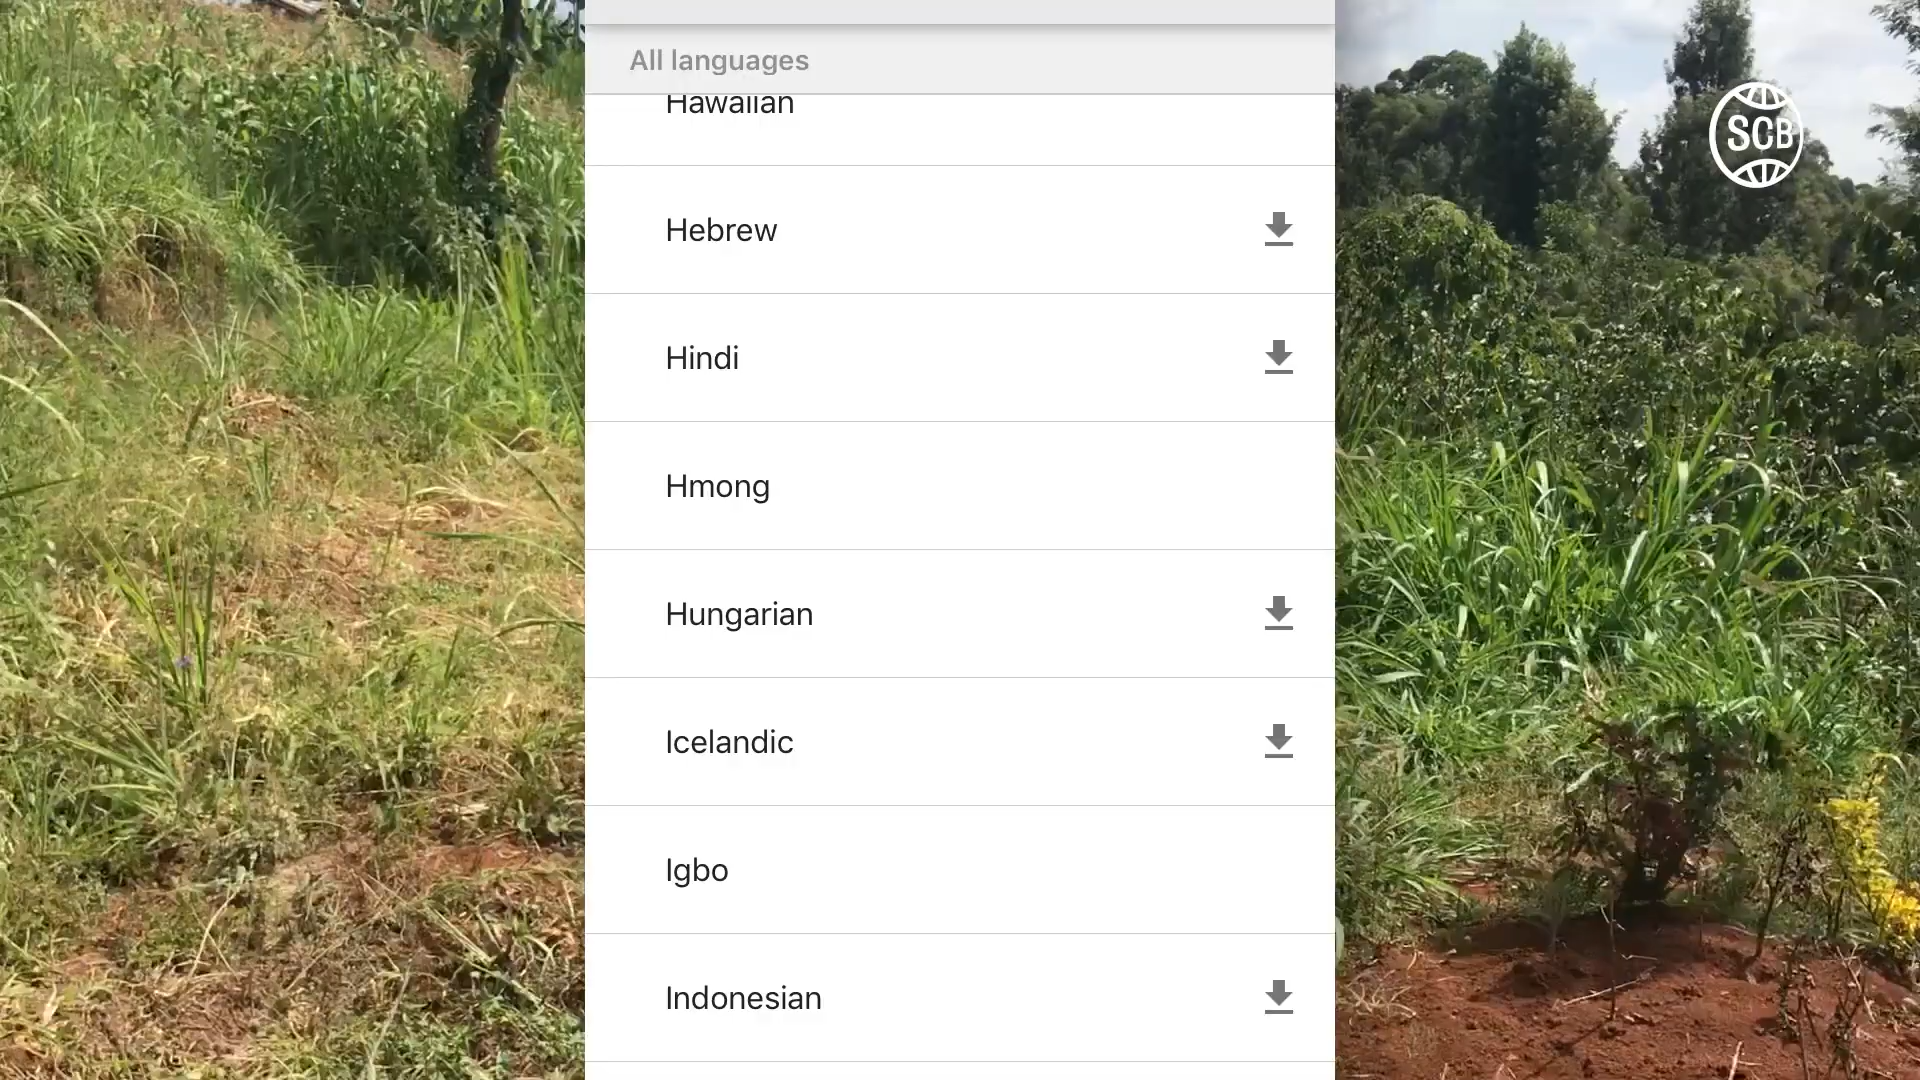 All languages
Hawaiian
Hebrew
Hindi
Hmong
Hungarian
Icelandic
Igbo
Indonesian
SCB